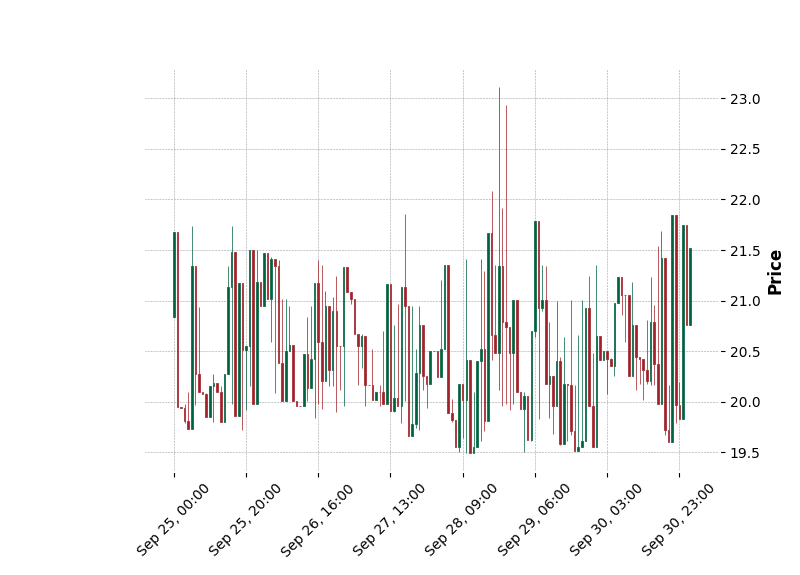 23.0
22.5
22.0
21.5
21.0
20.5
20.0
19.5
Price
Sep 25, 00:00
Sep 25, 20:00
Sep 26, 16:00
Sep 27, 13:00
Sep 28, 09:00
Sep 29, 06:00
Sep 30, 03:00
Sep 30, 23:00